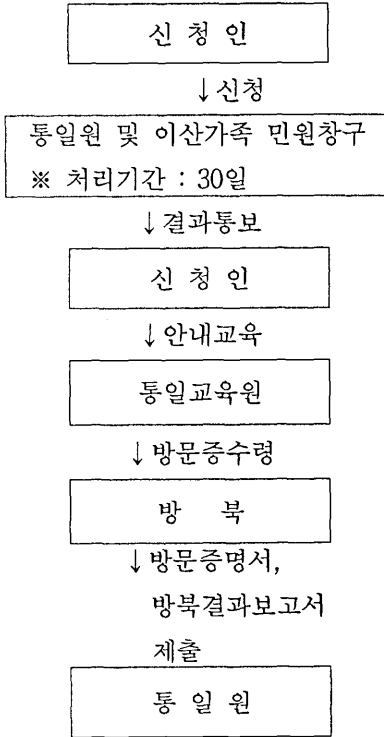 신 청 인
↓신청
통일원 및 이산가족 민원창구
※ 처리기간 : 30일
↓결과통보
신 청 인
↓안내교육
통일교육원
↓방문증수령
방 북
↓방문증명서,
방북결과보고서
제출
통 일 원